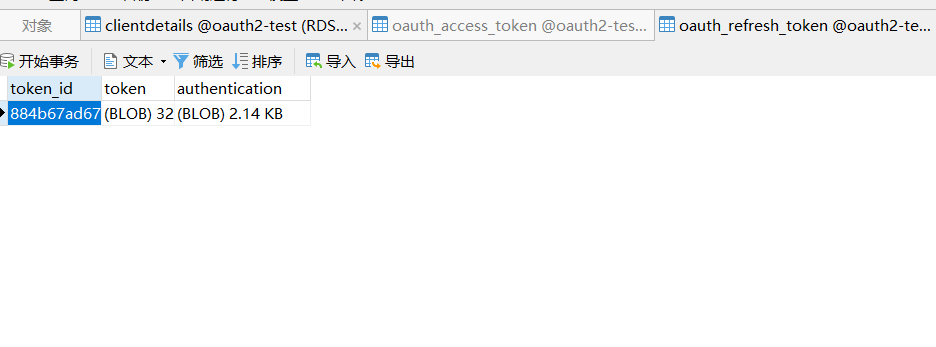 对象 clientdetails @oauth2-test (RDS... × oauth_access_token @oauth2-tes... oauth_refresh_token @oauth2-te...
开始事务 文本 筛选 排序 导入 导出
token_id token authentication
884b67ad67 (BLOB) 32 (BLOB) 2.14 KB